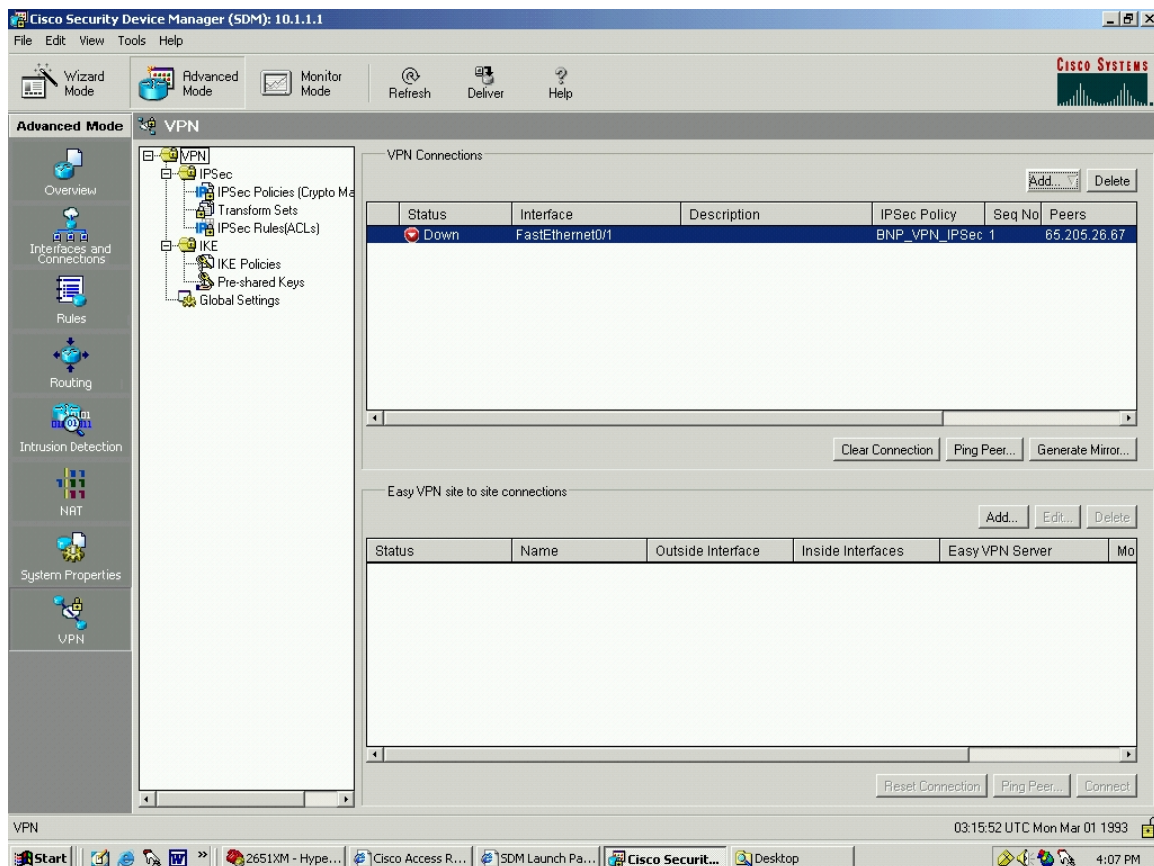 Cisco Security Device Manager (SDM): 10.1.1.1
File Edit View Tools Help
Wizard Mode
Advanced Mode
Monitor Mode
Refresh
Deliver
Help
CISCO SYSTEMS
Advanced Mode
VPN
Overview
Interfaces and Connections
Rules
Routing
Intrusion Detection
NAT
System Properties
VPN
VPN
IPSec
IPSec Policies (Crypto Ma
Transform Sets
IPSec Rules(ACLs)
IKE
IKE Policies
Pre-shared Keys
Global Settings
VPN Connections
Add... Delete
Status Interface Description IPSec Policy Seq No Peers
Down FastEthernet0/1 BNP_VPN_IPSec 1 65.205.26.67
Clear Connection Ping Peer... Generate Mirror...
Easy VPN site to site connections
Add... Edit... Delete
Status Name Outside Interface Inside Interfaces Easy VPN Server Mo
Reset Connection Ping Peer... Connect
VPN 03:15:52 UTC Mon Mar 01 1993
Start » 2651XM - Hype... Cisco Access R... SDM Launch Pa... Cisco Securit... Desktop 4:07 PM